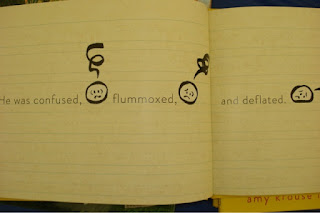 He was confused, flummoxed, and deflated.
amy krouse